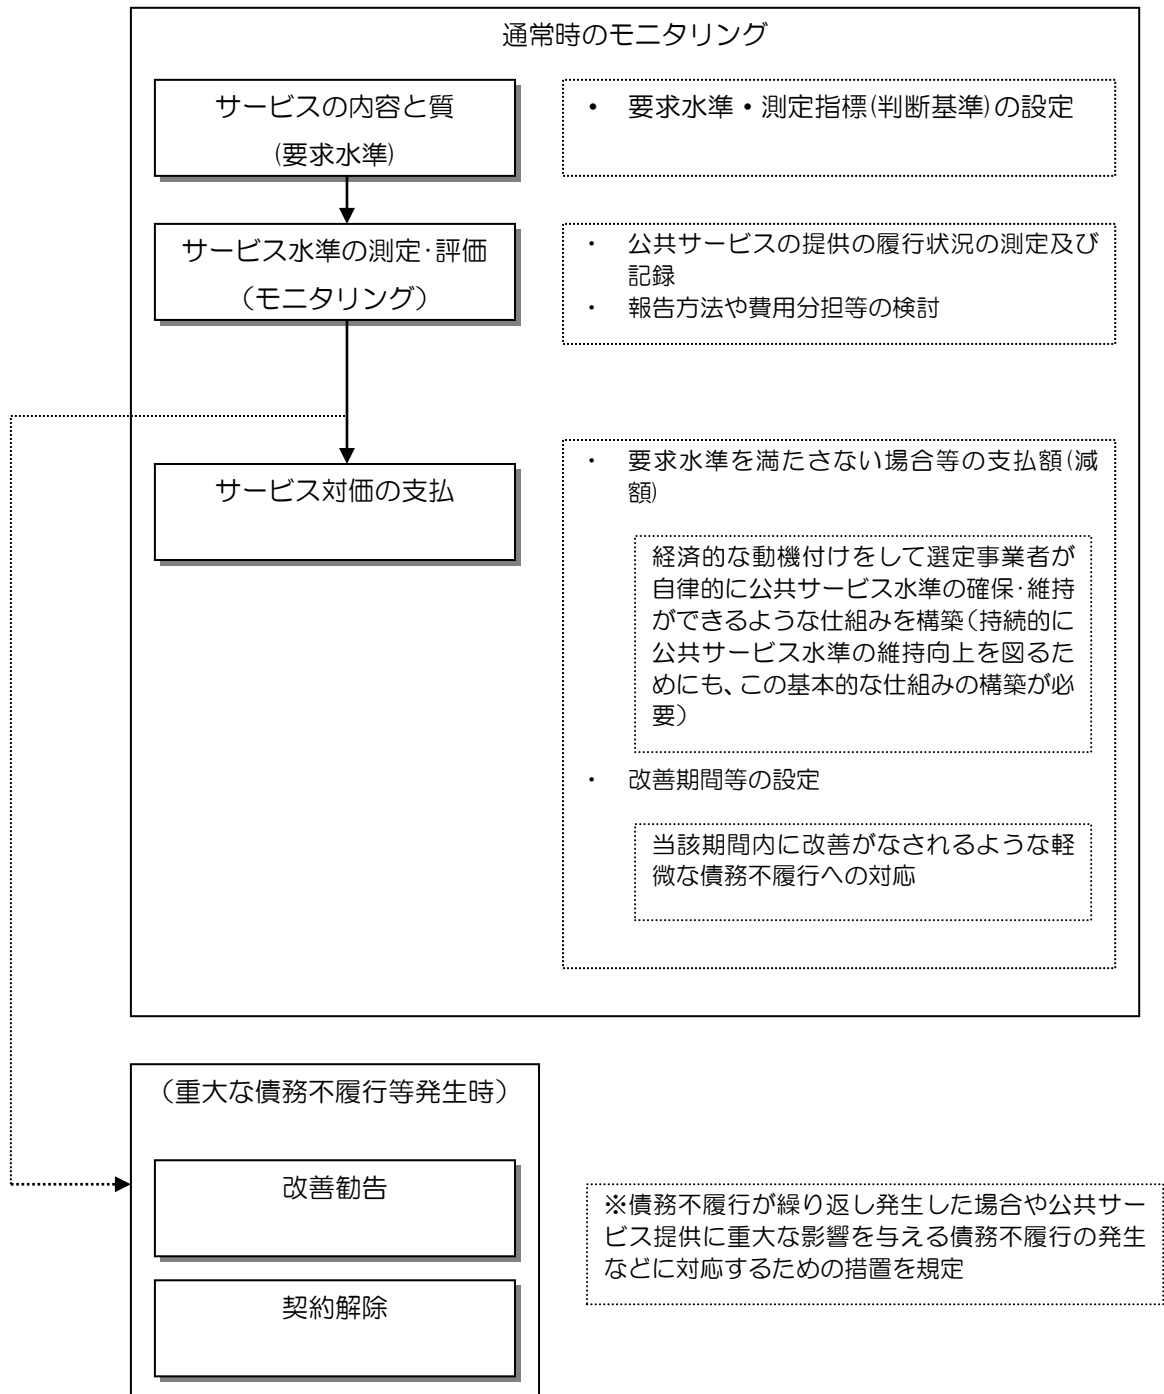 通常時のモニタリング
サービスの内容と質
(要求水準)
・ 要求水準・測定指標(判断基準)の設定
サービス水準の測定・評価
（モニタリング）
・ 公共サービスの提供の履行状況の測定及び
記録
・ 報告方法や費用分担等の検討
サービス対価の支払
・ 要求水準を満たさない場合等の支払額(減
額)
経済的な動機付けをして選定事業者が
自律的に公共サービス水準の確保・維持
ができるような仕組みを構築（持続的に
公共サービス水準の維持向上を図るた
めにも、この基本的な仕組みの構築が必
要）
・ 改善期間等の設定
当該期間内に改善がなされるような軽
微な債務不履行への対応
（重大な債務不履行等発生時）
改善勧告
契約解除
※債務不履行が繰り返し発生した場合や公共サー
ビス提供に重大な影響を与える債務不履行の発生
などに対応するための措置を規定